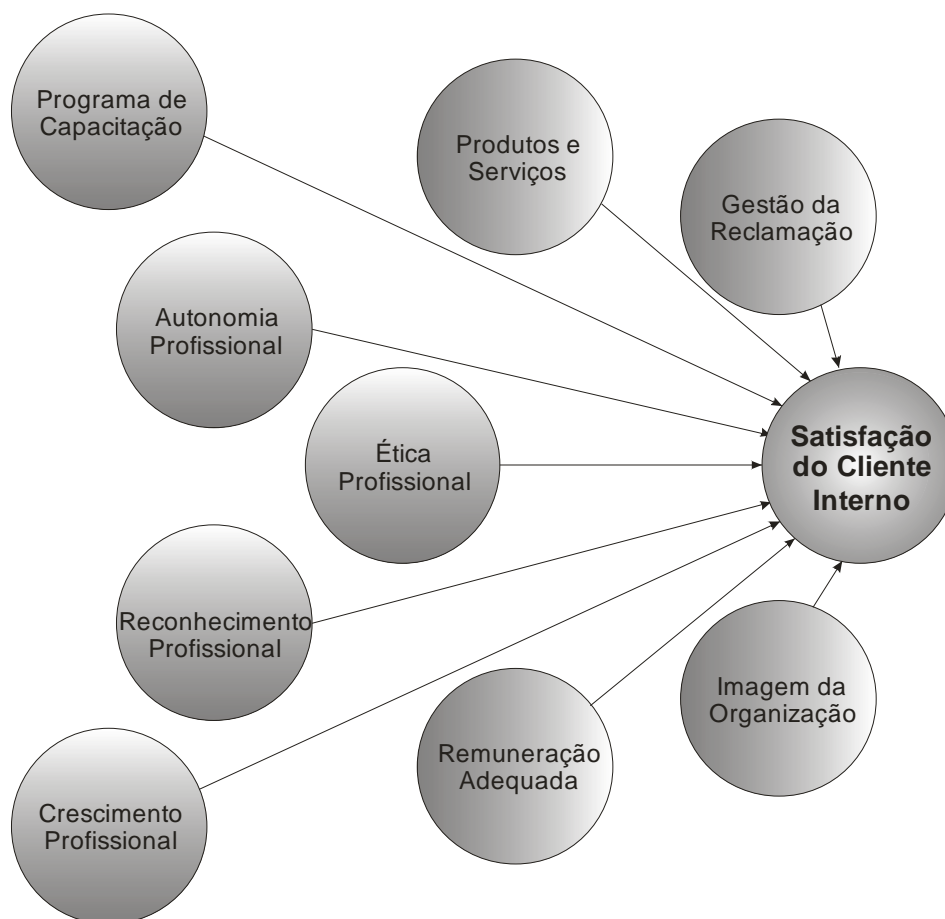 Programa de
Capacitação
Produtos e
Serviços
Gestão da
Reclamação
Autonomia
Profissional
Ética
Profissional
Satisfação
do Cliente
Interno
Reconhecimento
Profissional
Imagem da
Organização
Remuneração
Adequada
Crescimento
Profissional